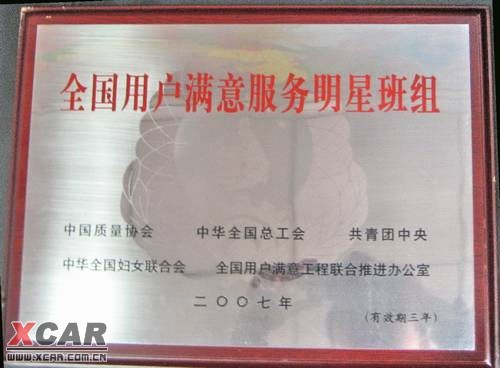 全国用户满意服务明星班组
中国质量协会 中华全国总工会 共青团中央
中华全国妇女联合会 全国用户满意工程联合推进办公室
二〇〇七年
(有效期三年)
XCAR
WWW.XCAR.COM.CN